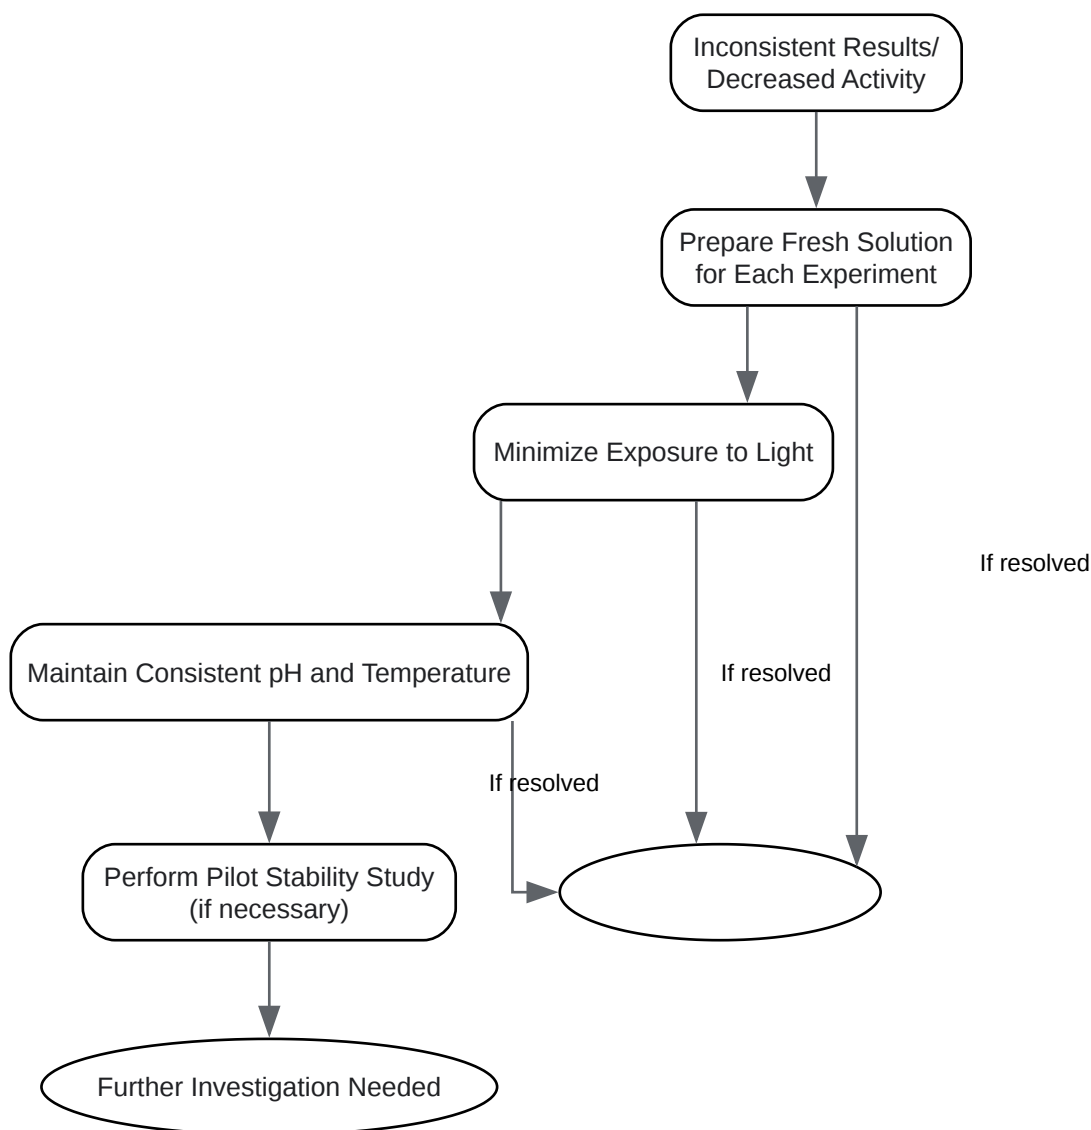 Inconsistent Results/
Decreased Activity
Prepare Fresh Solution
for Each Experiment
Minimize Exposure to Light
If resolved
Maintain Consistent pH and Temperature
If resolved
If resolved
Perform Pilot Stability Study
(if necessary)
Further Investigation Needed